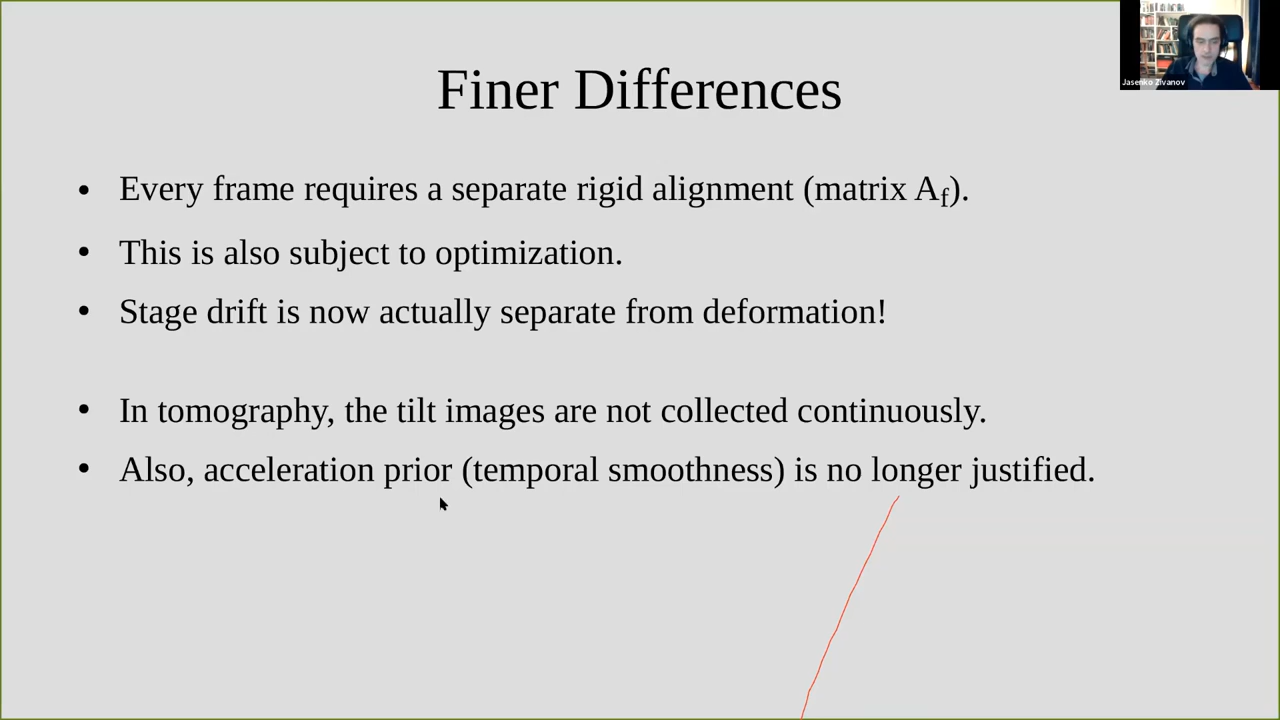 Finer Differences
Jasenko Zivanov
• Every frame requires a separate rigid alignment (matrix Af).
• This is also subject to optimization.
• Stage drift is now actually separate from deformation!
• In tomography, the tilt images are not collected continuously.
• Also, acceleration prior (temporal smoothness) is no longer justified.